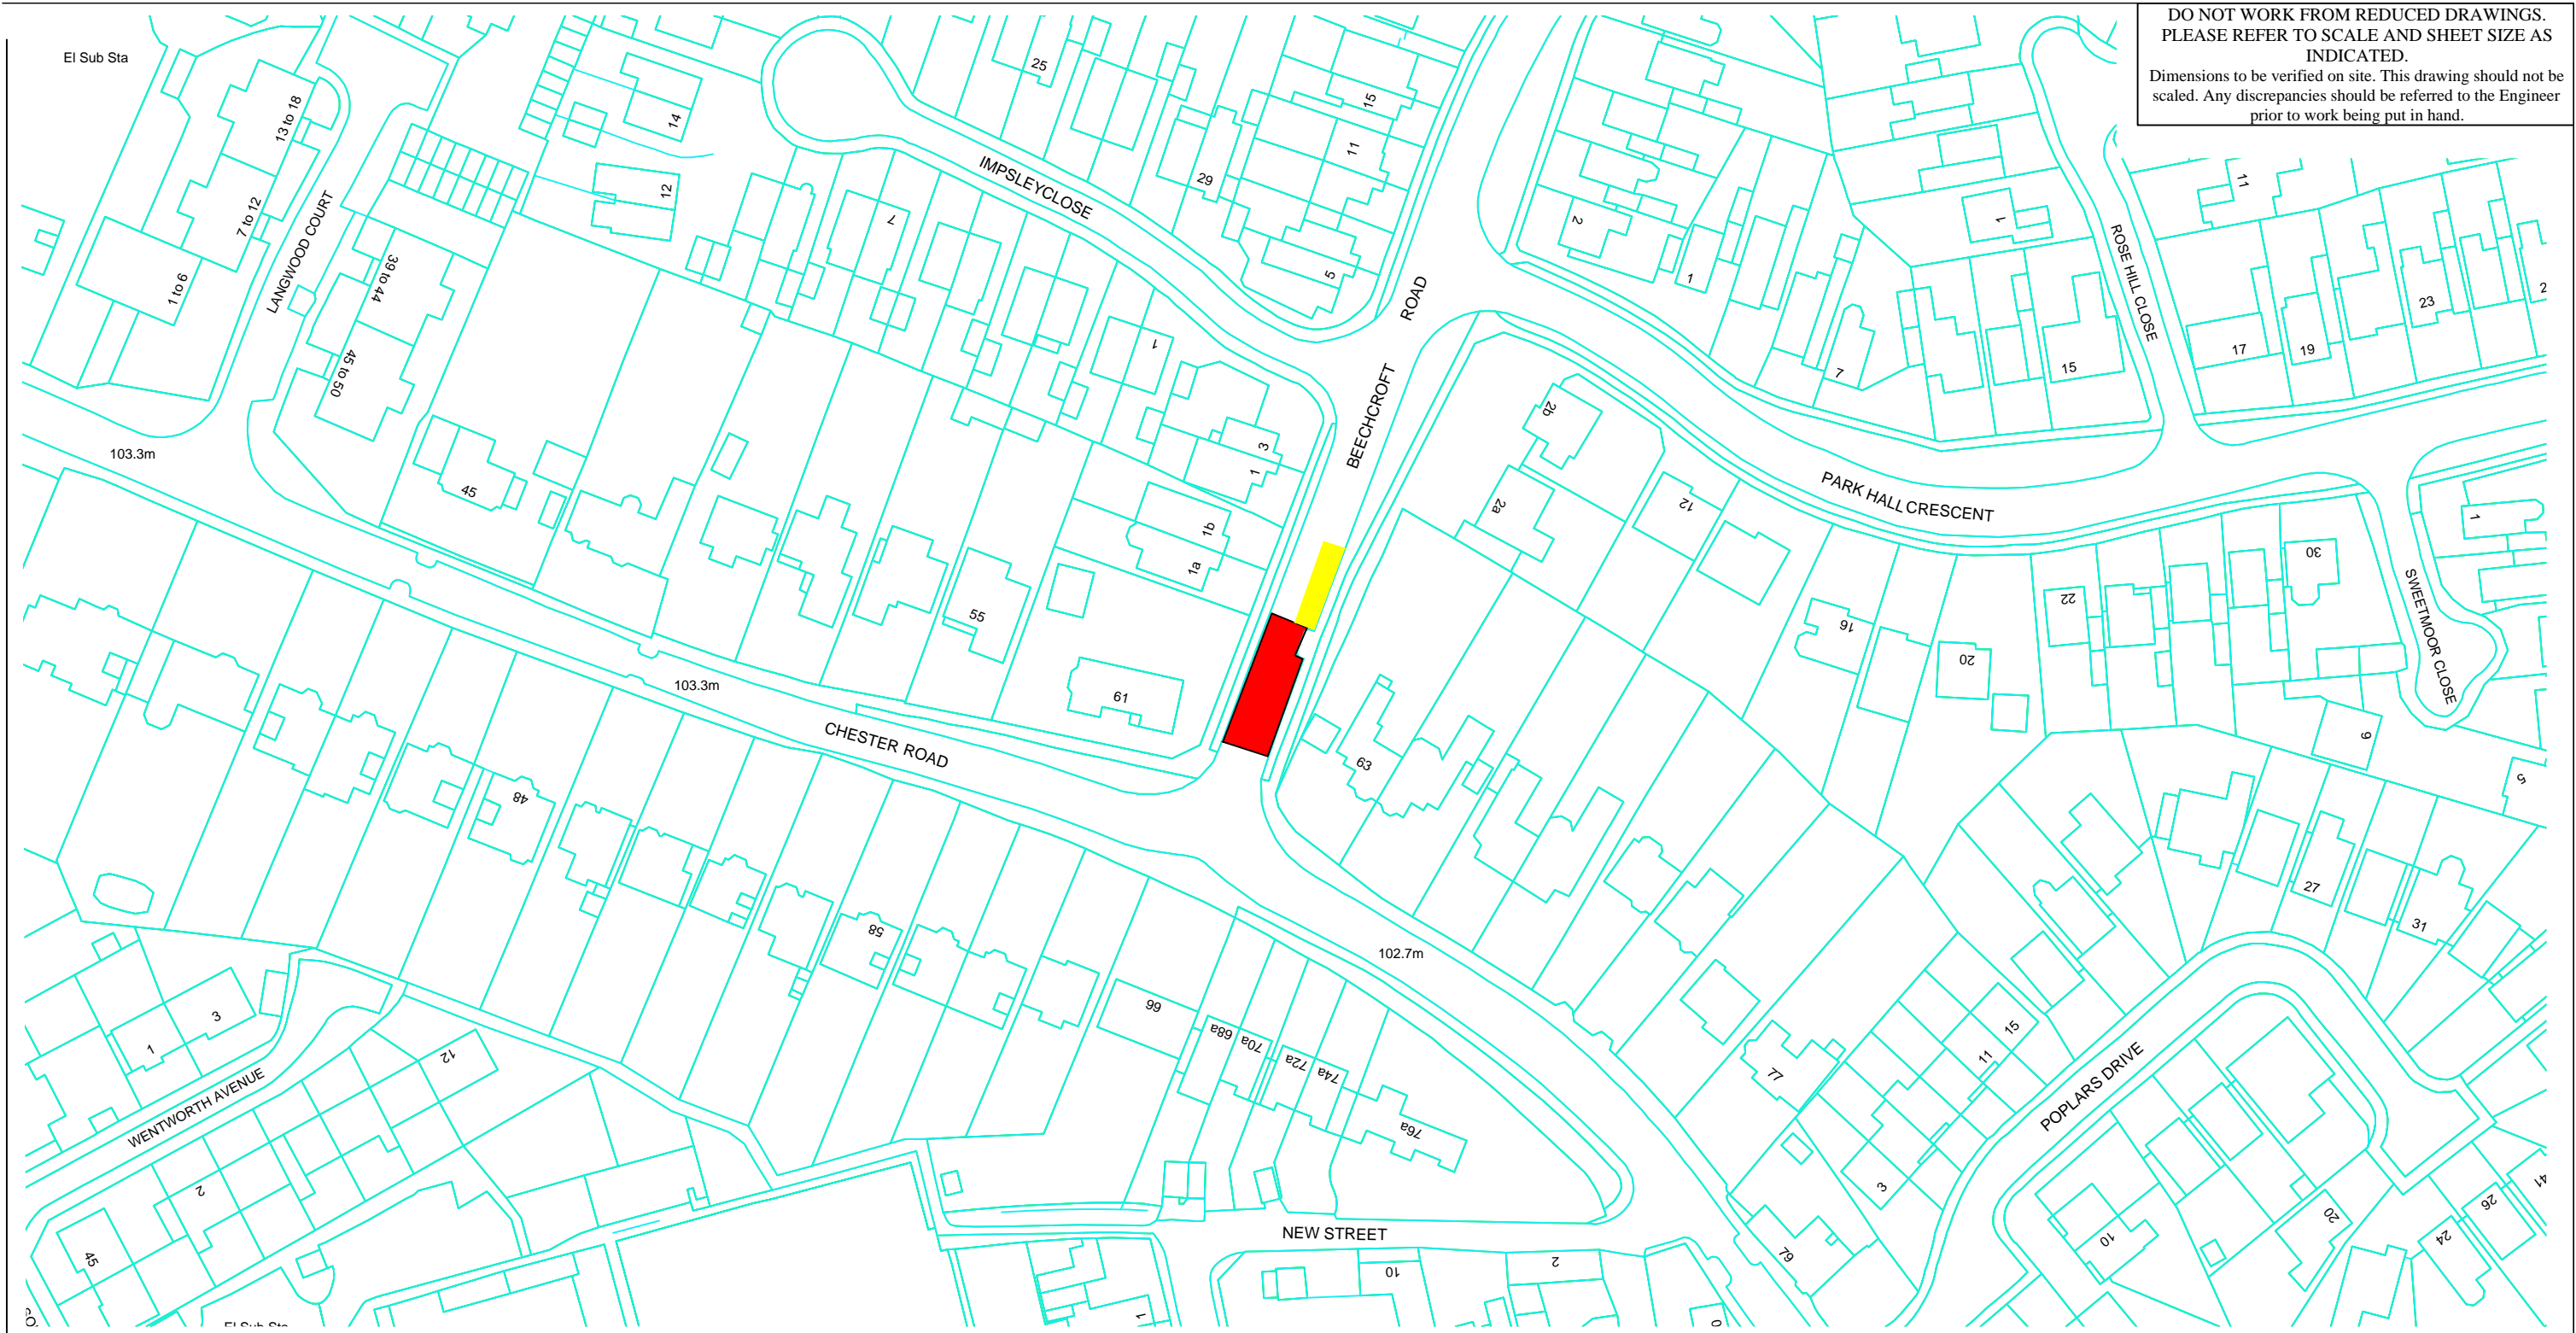 DO NOT WORK FROM REDUCED DRAWINGS.
PLEASE REFER TO SCALE AND SHEET SIZE AS
INDICATED.
Dimensions to be verified on site. This drawing should not be
scaled. Any discrepancies should be referred to the Engineer
prior to work being put in hand.
El Sub Sta
13 to 18
7 to 12
1 to 6
LANGWOOD COURT
39 to 44
45 to 50
14
12
7
25
29
15
11
5
IMPSLEYCLOSE
1
3
1
1b
1a
ROAD
BEECHCROFT
2
1
7
1
15
ROSE HILL CLOSE
11
17
19
23
2
103.3m
45
55
61
103.3m
CHESTER ROAD
2b
2a
12
16
20
22
30
PARK HALL CRESCENT
SWEETMOOR CLOSE
1
9
5
63
48
58
66
68a
70a
72a
74a
76a
102.7m
77
79
3
11
15
27
31
POPLARS DRIVE
10
20
24
26
41
1
3
12
2
45
WENTWORTH AVENUE
NEW STREET
10
2
1
El Sub Sta